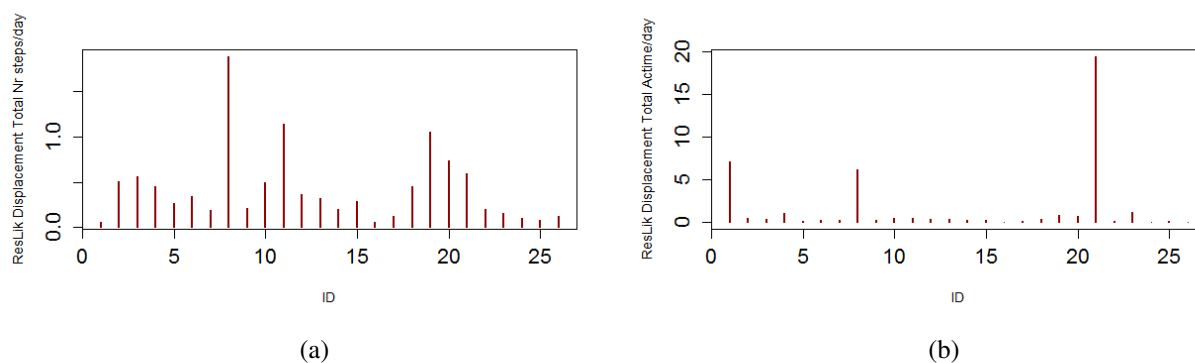 ResLik Displacement Total Nr steps/day
1.0
0.0
0 5 10 15 20 25
ID
(a)
ResLik Displacement Total Actime/day
20
15
10
5
0
0 5 10 15 20 25
ID
(b)